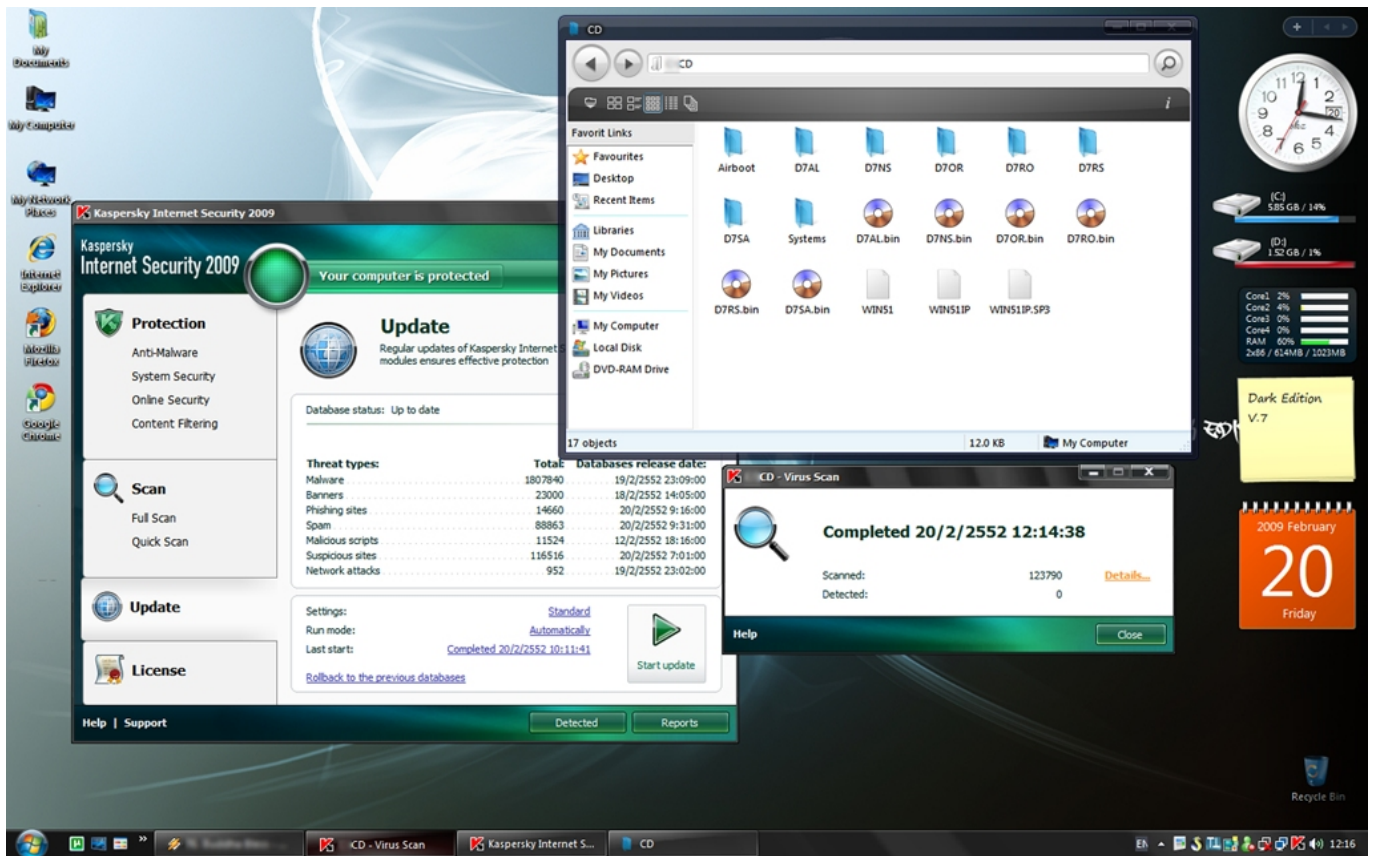 My Documents
My Computer
My Network Places
Internet Explorer
Mozilla Firefox
Google Chrome
Kaspersky Internet Security 2009
Kaspersky
Internet Security 2009
Your computer is protected
Protection
Anti-Malware
System Security
Online Security
Content Filtering
Scan
Full Scan
Quick Scan
Update
License
Help | Support
Update
Regular updates of Kaspersky Internet
modules ensures effective protection
Database status: Up to date
Threat types: Total: Databases release date:
Malware 1807840 19/2/2552 23:09:00
Banners 23000 18/2/2552 14:05:00
Phishing sites 14660 20/2/2552 9:16:00
Spam 88863 20/2/2552 9:31:00
Malicious scripts 11524 12/2/2552 18:16:00
Suspicious sites 116516 20/2/2552 7:01:00
Network attacks 952 19/2/2552 23:02:00
Settings: Standard
Run mode: Automatically
Last start: Completed 20/2/2552 10:11:41
Rollback to the previous databases
Start update
Detected Reports
CD
CD
Favorit Links
Favourites
Desktop
Recent Items
Libraries
My Documents
My Pictures
My Videos
My Computer
Local Disk
DVD-RAM Drive
Airboot D7AL D7NS D7OR D7RO D7RS
D7SA Systems D7AL.bin D7NS.bin D7OR.bin D7RO.bin
D7RS.bin D7SA.bin WIN51 WIN51IP WIN51IP.SP3
17 objects 12.0 KB My Computer
CD - Virus Scan
Completed 20/2/2552 12:14:38
Scanned: 123790 Details...
Detected: 0
Help Close
11 12 1
10 2
9 20
8 4
7 6 5
(C:)
5.85 GB / 14%
(D:)
1.52 GB / 1%
Core1 2%
Core2 4%
Core3 0%
Core4 0%
RAM 60%
2x86 / 614MB / 1023MB
Dark Edition
V.7
2009 February
20
Friday
Recycle Bin
CD - Virus Scan
Kaspersky Internet S...
CD
EN
12:16